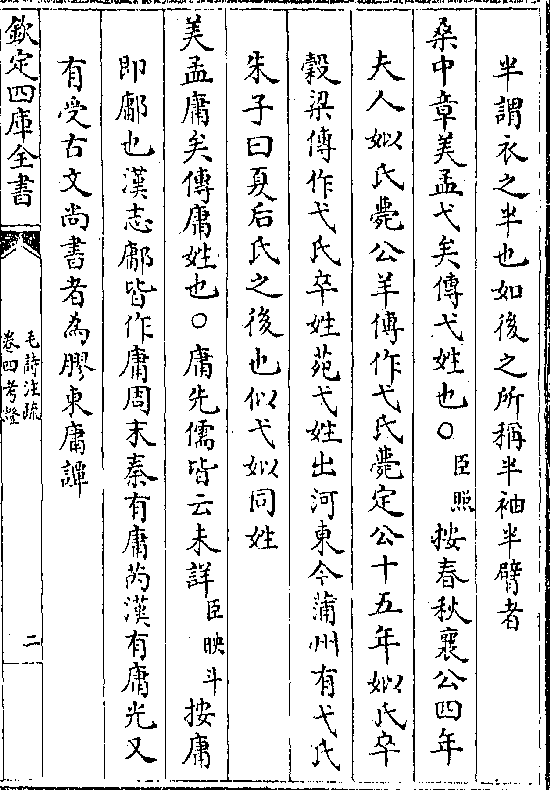 半謂衣之半也如後之所稱半袖半臂者
桑中章美孟弋矣傳弋姓也○臣照按春秋襄公四年
夫人姒氏薨公羊傳作弋氏薨定公十五年姒氏卒
穀梁傳作弋氏卒姓苑弋姓出河東今蒲州有弋氏
朱子曰夏后氏之後也似弋姒同姓
美孟庸矣傳庸姓也○庸先儒皆云未詳臣映斗按庸
即鄘也漢志鄘皆作庸周末秦有庸芮漢有庸光又
有受古文尚書者為膠東庸譚
欽定四庫全書
毛詩注疏
卷四考證
二